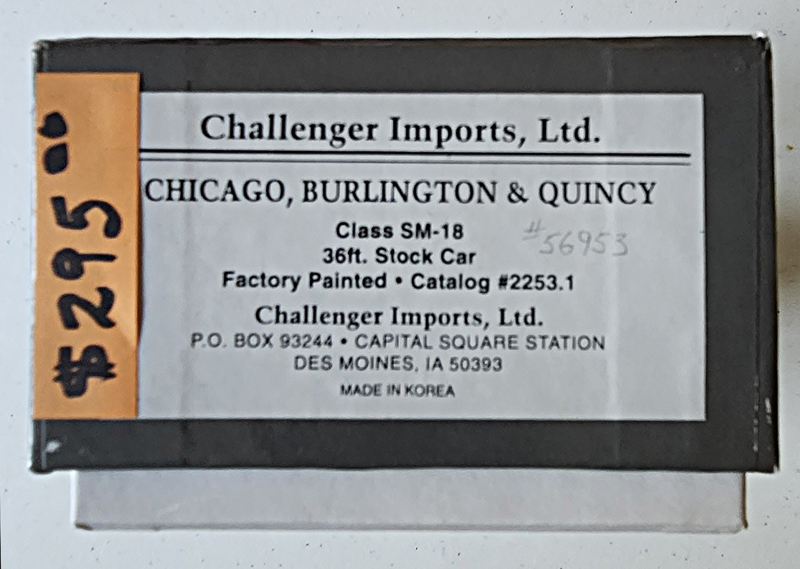 $295.00
Challenger Imports, Ltd.
CHICAGO, BURLINGTON & QUINCY
Class SM-18
#56953
36ft. Stock Car
Factory Painted • Catalog #2253.1
Challenger Imports, Ltd.
P.O. BOX 93244 • CAPITAL SQUARE STATION
DES MOINES, IA 50393
MADE IN KOREA